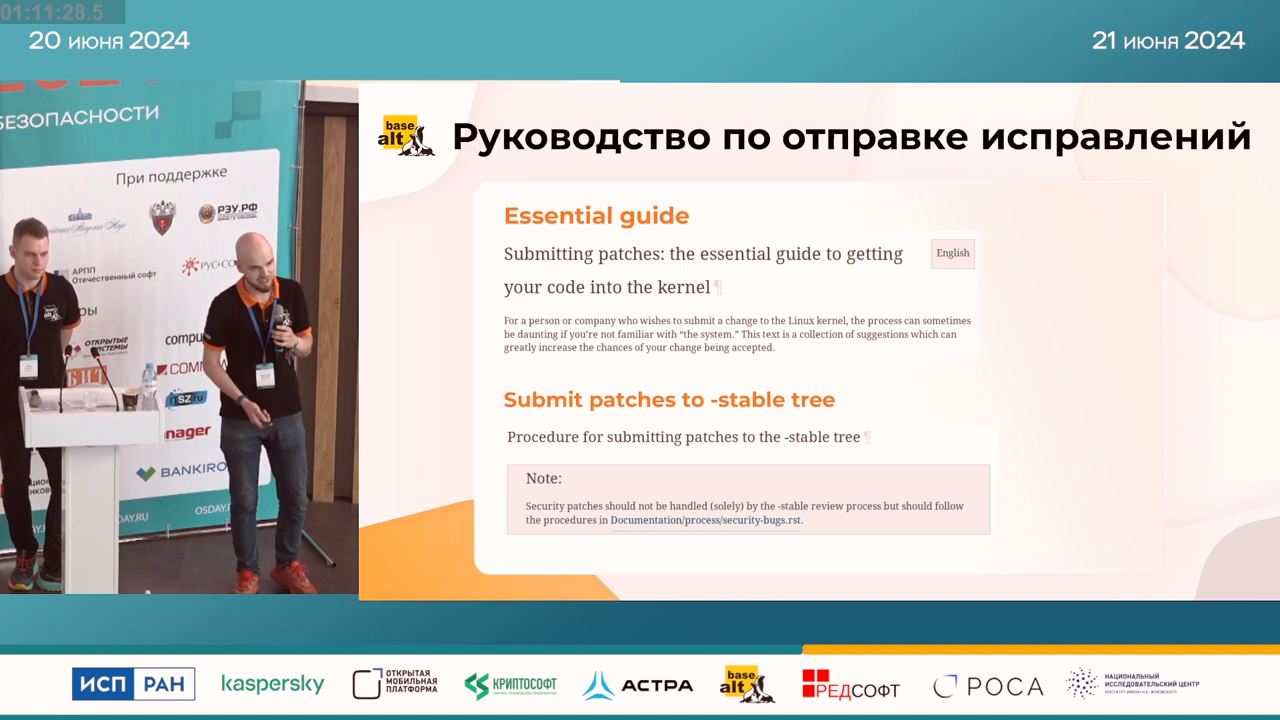 01:11:28.5
20 июня 2024
21 июня 2024
БЕЗОПАСНОСТИ
При поддержке
РЗУ.РФ
АРПП
Отечественный софт
РУС
ОТКРЫТЫЕ
СИСТЕМЫ
БИТ
ITSZ.ru
BANKIRO
OSDAY.
DAY.RU
base
alt
Руководство по отправке исправлений
Essential guide
Submitting patches: the essential guide to getting
your code into the kernel¶
English
For a person or company who wishes to submit a change to the Linux kernel, the process can sometimes
be daunting if you're not familiar with “the system.” This text is a collection of suggestions which can
greatly increase the chances of your change being accepted.
Submit patches to -stable tree
Procedure for submitting patches to the -stable tree¶
Note:
Security patches should not be handled (solely) by the -stable review process but should follow
the procedures in Documentation/process/security-bugs.rst.
ИСП РАН
kaspersky
ОТКРЫТАЯ
МОБИЛЬНАЯ
ПЛАТФОРМА
КРИПТОСОФТ
АСТРА
base
alt
РЕДСОФТ
РОСА
НАЦИОНАЛЬНЫЙ
ИССЛЕДОВАТЕЛЬСКИЙ ЦЕНТР
ИНСТИТУТ ИМЕНИ Н.Е. ЖУКОВСКОГО